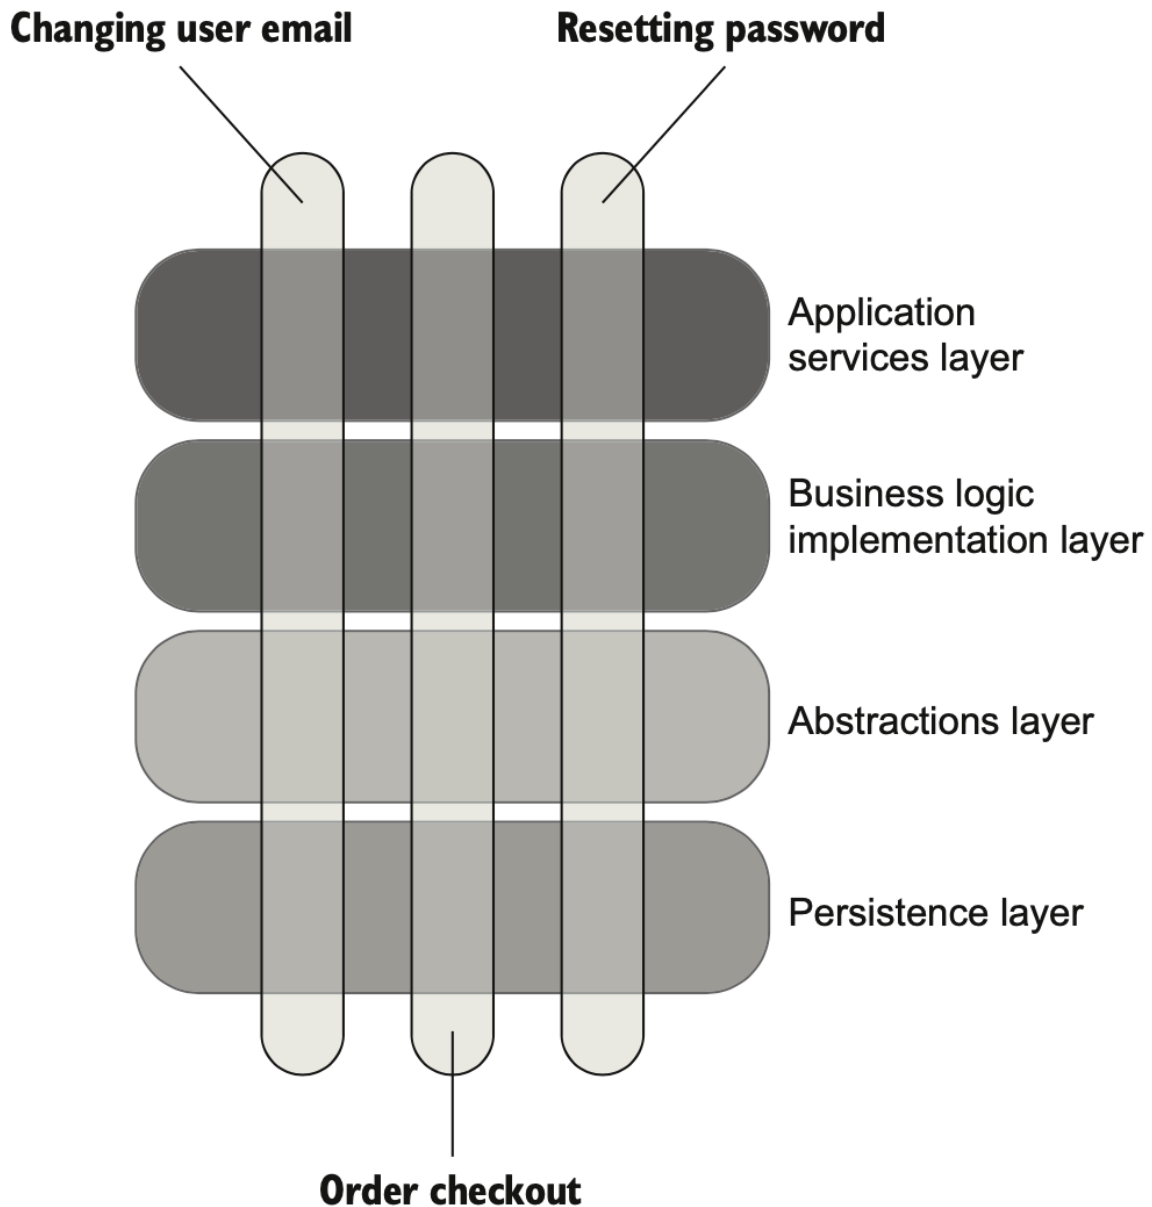 Changing user email
Resetting password
Application
services layer
Business logic
implementation layer
Abstractions layer
Persistence layer
Order checkout